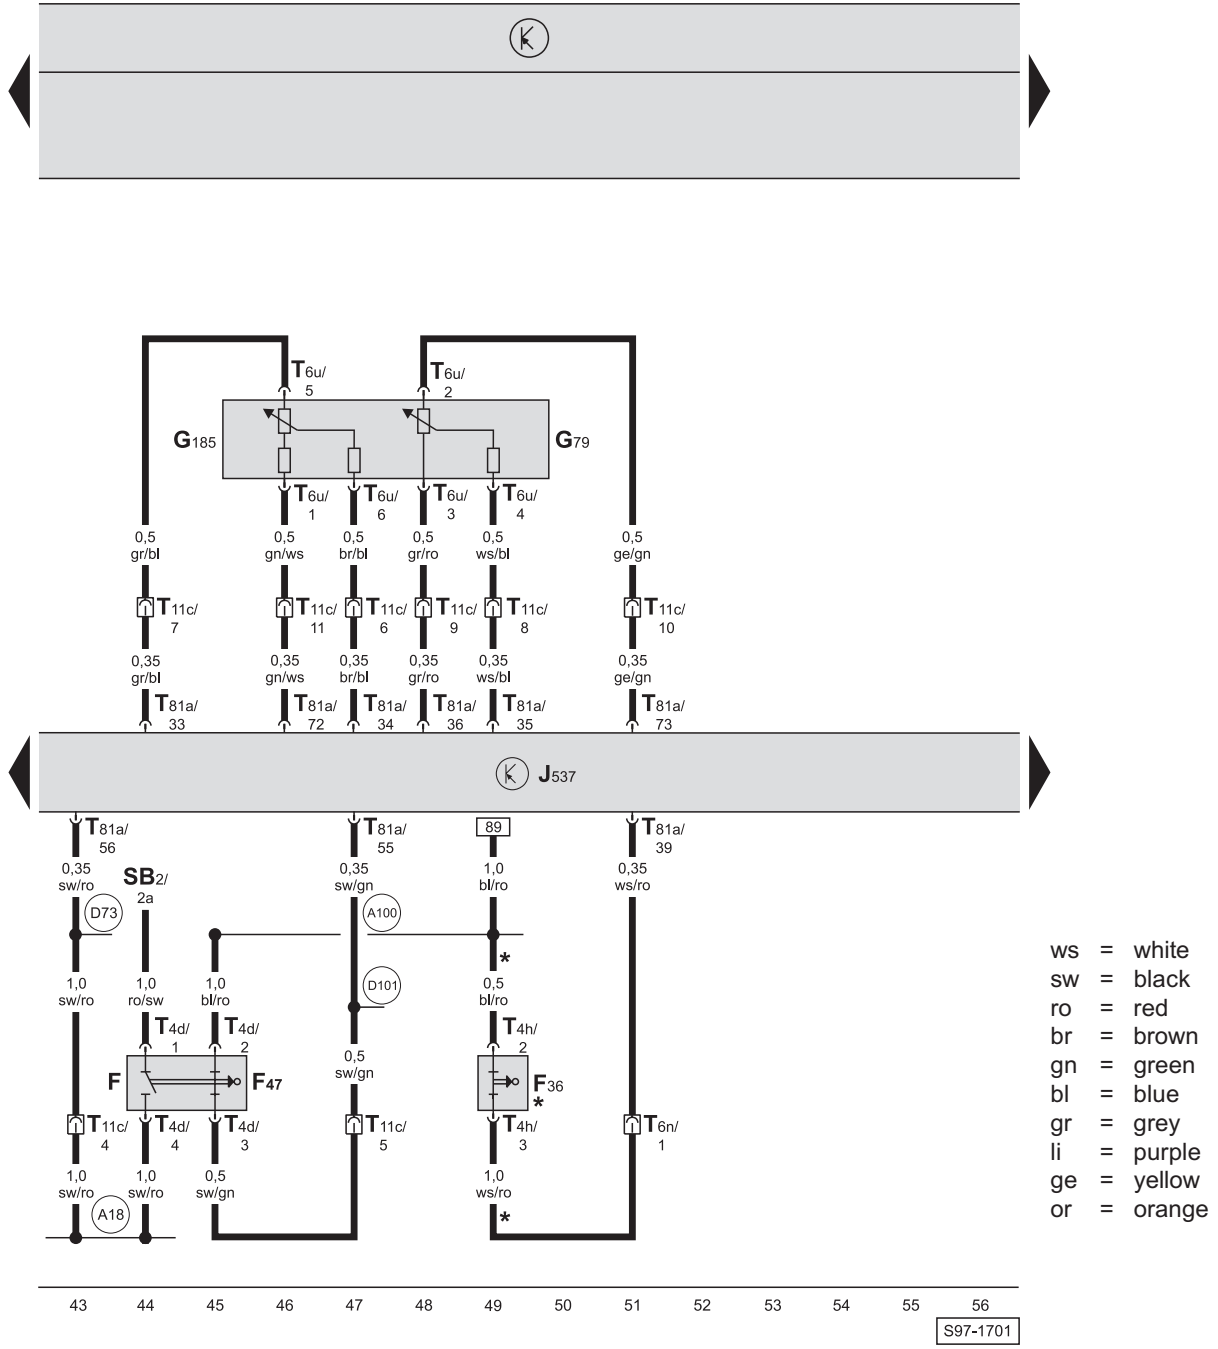 T6u/ T6u/
5 2
G185 G79
T6u/ T6u/ T6u/ T6u/
1 6 3 4
0,5 0,5 0,5 0,5 0,5 0,5
gr/bl gn/ws br/bl gr/ro ws/bl ge/gn
T11c/ T11c/ T11c/ T11c/ T11c/ T11c/
7 11 6 9 8 10
0,35 0,35 0,35 0,35 0,35 0,35
gr/bl gn/ws br/bl gr/ro ws/bl ge/gn
T81a/ T81a/ T81a/ T81a/ T81a/ T81a/
33 72 34 36 35 73
J537
T81a/ T81a/ 89 T81a/
56 55 39
0,35 SB2/ 0,35 1,0 0,35
sw/ro 2a sw/gn bl/ro ws/ro
D73 A100
*
1,0 1,0 1,0 D101 0,5
sw/ro ro/sw bl/ro bl/ro
T4d/ T4d/ T4h/
1 2 2
0,5
sw/gn
F F47 F36
*
T11c/ T4d/ T4d/ T11c/ T4h/ T6n/
4 4 3 5 3 1
1,0 1,0 0,5 1,0
sw/ro sw/ro sw/gn ws/ro
A18 *
ws = white
sw = black
ro = red
br = brown
gn = green
bl = blue
gr = grey
li = purple
ge = yellow
or = orange
43 44 45 46 47 48 49 50 51 52 53 54 55 56
S97-1701